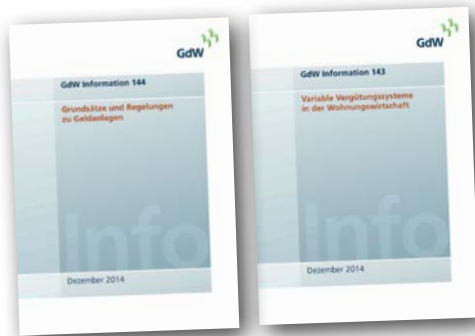 GdW
GdW Information 144
Grundsätze und Regelungen
zu Geldanlagen
Info
Dezember 2014
GdW
GdW Information 143
Variable Vergütungssysteme
in der Wohnungswirtschaft
Info
Dezember 2014